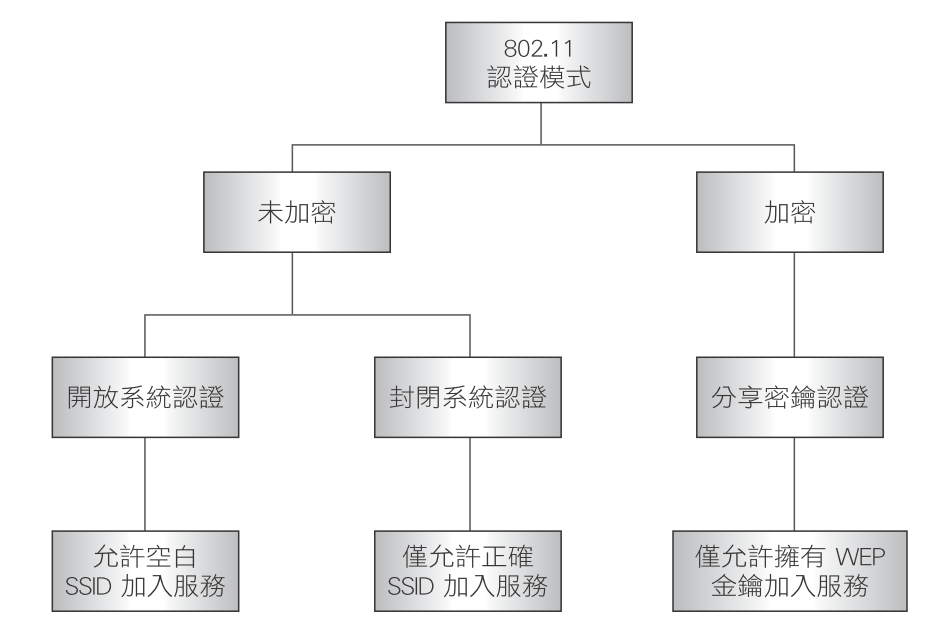 802.11
認證模式
未加密
加密
開放系統認證
封閉系統認證
分享密鑰認證
允許空白
SSID 加入服務
僅允許正確
SSID 加入服務
僅允許擁有 WEP
金鑰加入服務